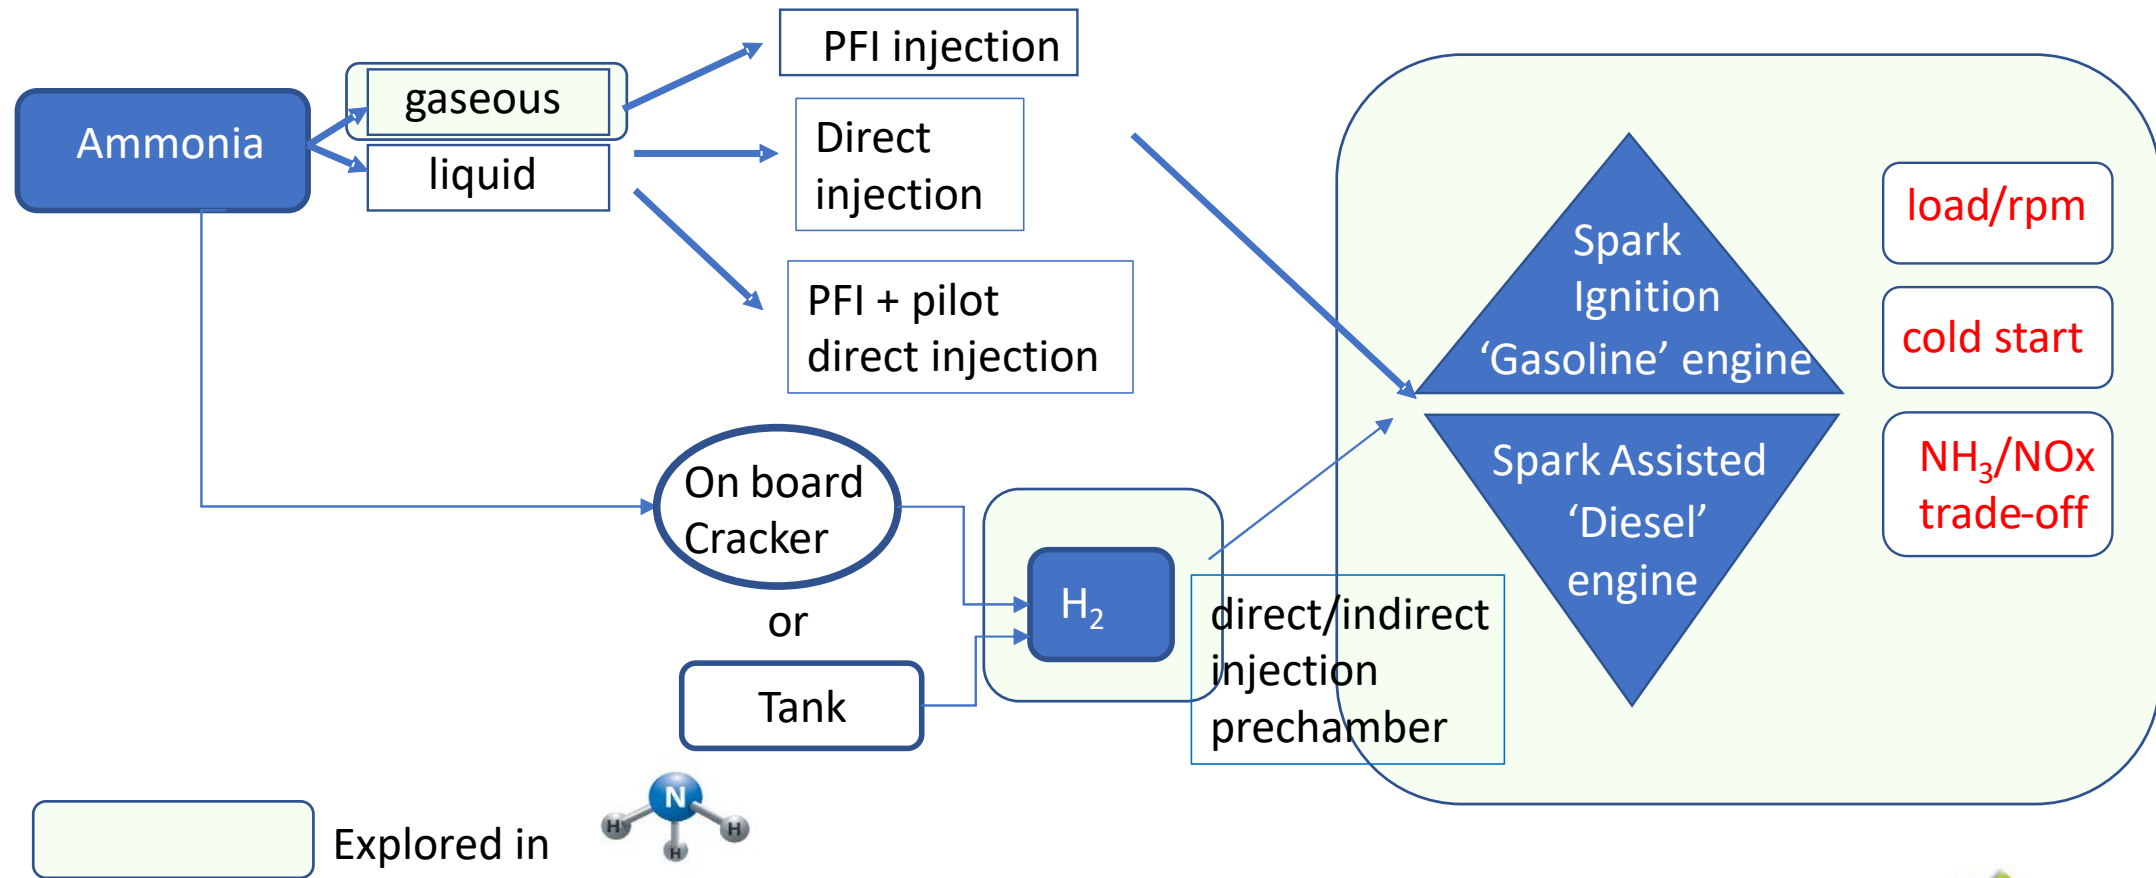 Ammonia
gaseous
liquid
PFI injection
Direct
injection
PFI + pilot
direct injection
On board
Cracker
or
Tank
H₂
direct/indirect
injection
prechamber
Spark
Ignition
‘Gasoline’ engine
Spark Assisted
‘Diesel’
engine
load/rpm
cold start
NH₃/NOx
trade-off
Explored in
N
H
H
H